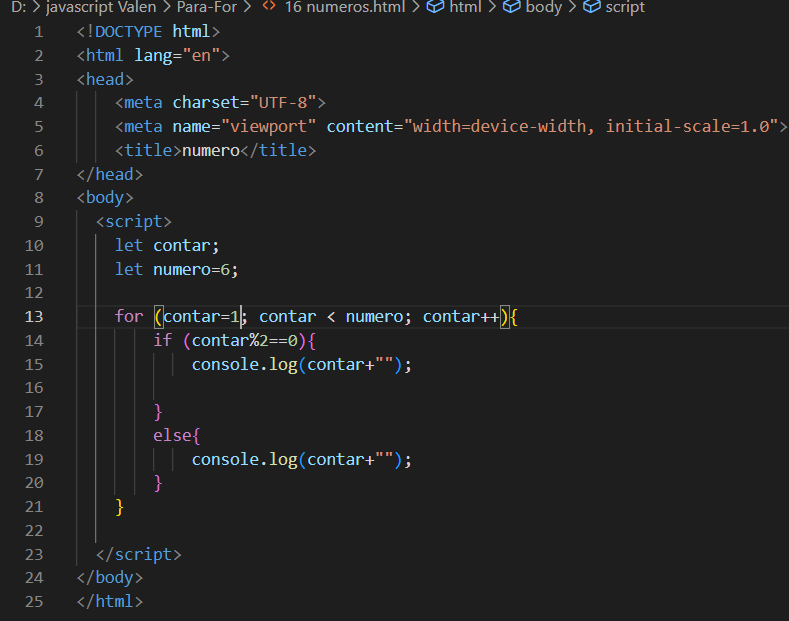 D: > javascript Valen > Para-For > <> 16 numeros.html > html > body > script
1 <!DOCTYPE html>
2 <html lang="en">
3 <head>
4     <meta charset="UTF-8">
5     <meta name="viewport" content="width=device-width, initial-scale=1.0">
6     <title>numero</title>
7 </head>
8 <body>
9   <script>
10     let contar;
11     let numero=6;
12
13     for (contar=1; contar < numero; contar++){
14         if (contar%2==0){
15             console.log(contar+"");
16
17         }
18         else{
19             console.log(contar+"");
20         }
21     }
22
23   </script>
24 </body>
25 </html>